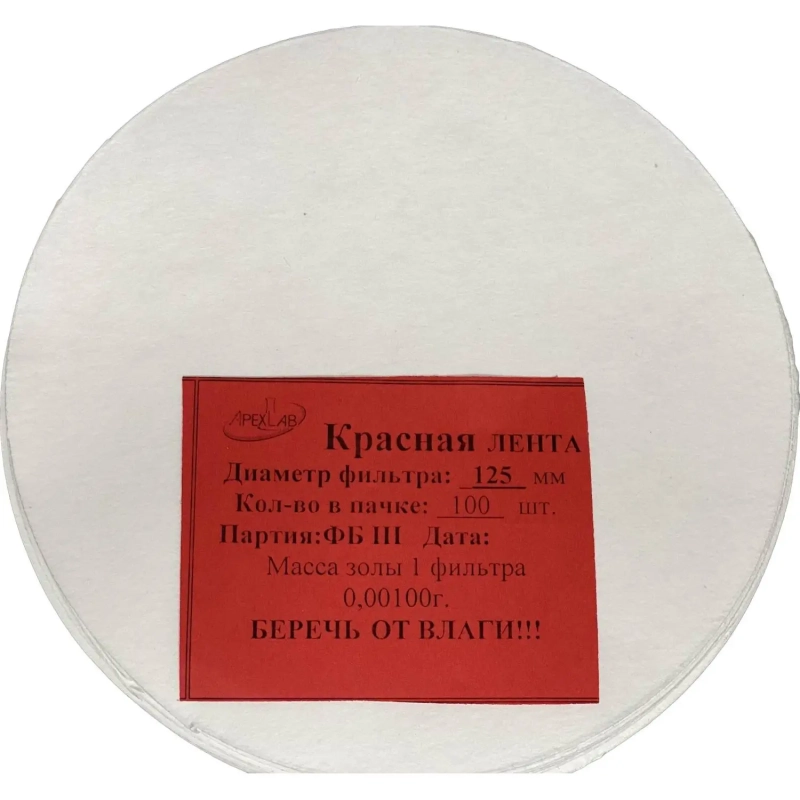 APEXLAB
Красная ЛЕНТА
Диаметр фильтра: 125 мм
Кол-во в пачке: 100 шт.
Партия:ФБ III Дата:
Масса золы 1 фильтра
0,00100г.
БЕРЕЧЬ ОТ ВЛАГИ!!!